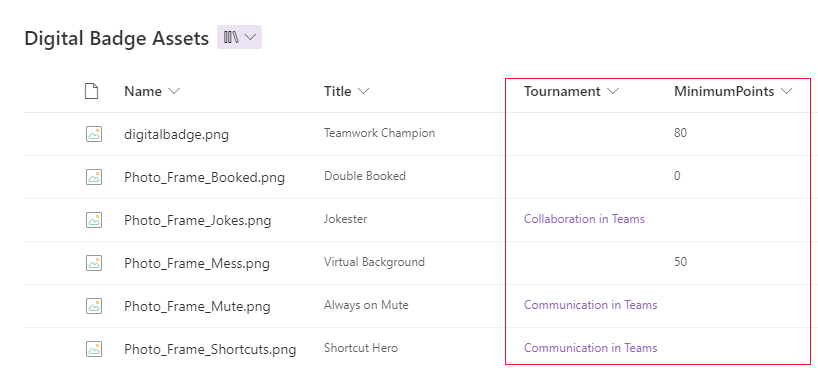 Digital Badge Assets
Name Title Tournament MinimumPoints
digitalbadge.png Teamwork Champion 80
Photo_Frame_Booked.png Double Booked 0
Photo_Frame_Jokes.png Jokester Collaboration in Teams
Photo_Frame_Mess.png Virtual Background 50
Photo_Frame_Mute.png Always on Mute Communication in Teams
Photo_Frame_Shortcuts.png Shortcut Hero Communication in Teams